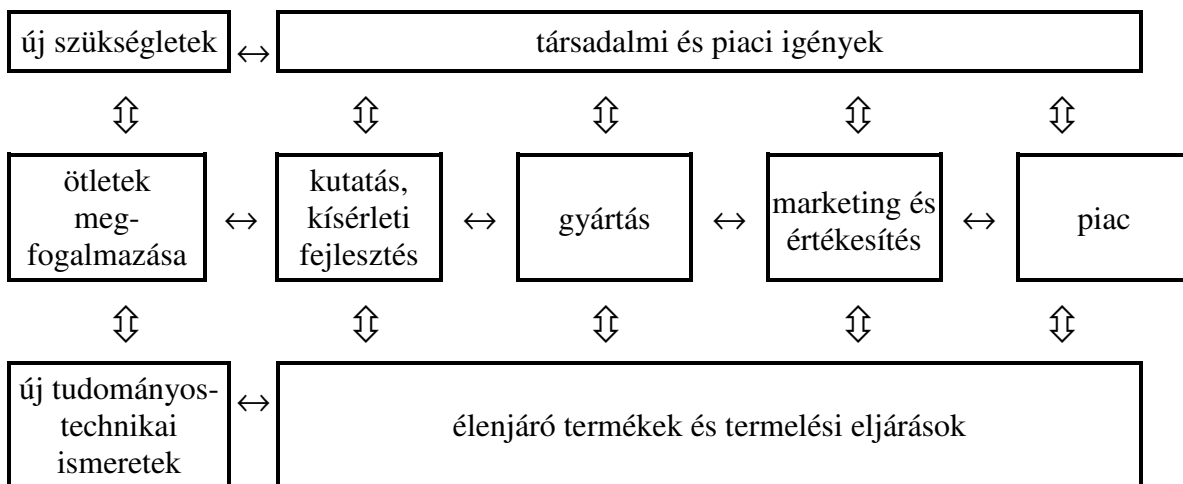 új szükségletek ↔ társadalmi és piaci igények
ötletek
meg-
fogalmazása
kutatás,
kísérleti
fejlesztés
gyártás
marketing és
értékesítés
piac
új tudományos-
technikai
ismeretek
élenjáró termékek és termelési eljárások